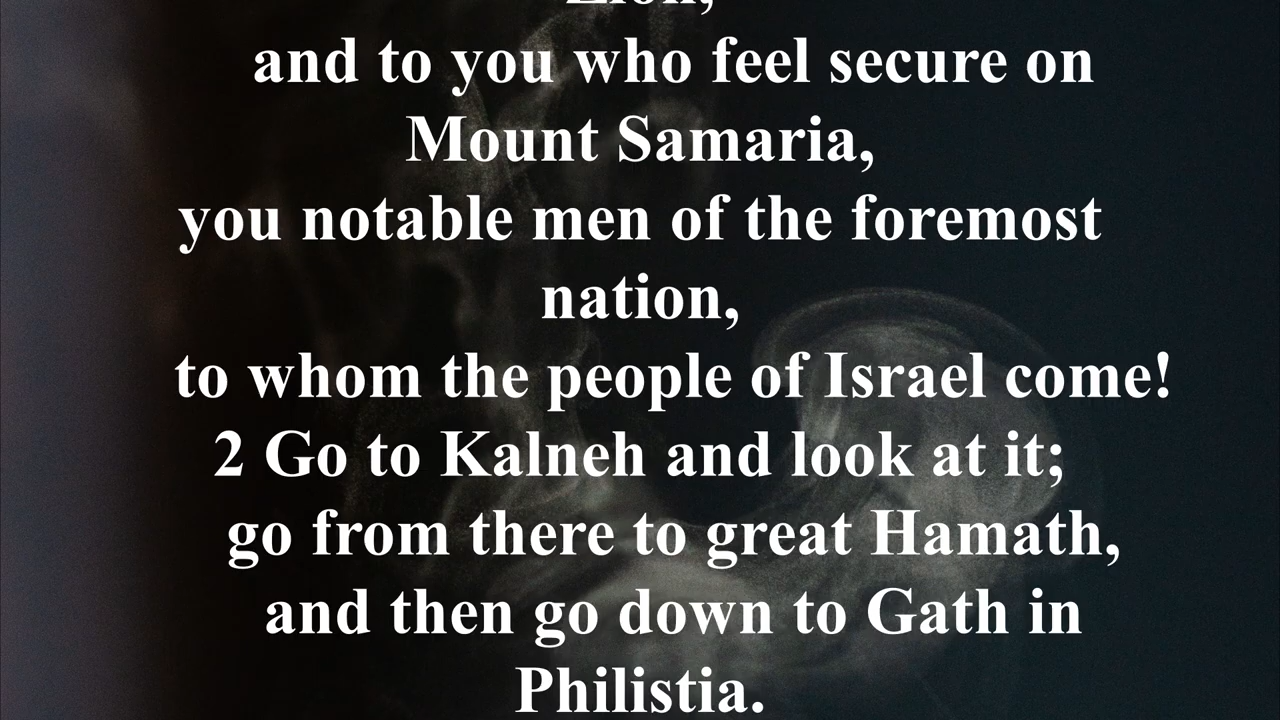 Zion,
and to you who feel secure on
Mount Samaria,
you notable men of the foremost
nation,
to whom the people of Israel come!
2 Go to Kalneh and look at it;
go from there to great Hamath,
and then go down to Gath in
Philistia.